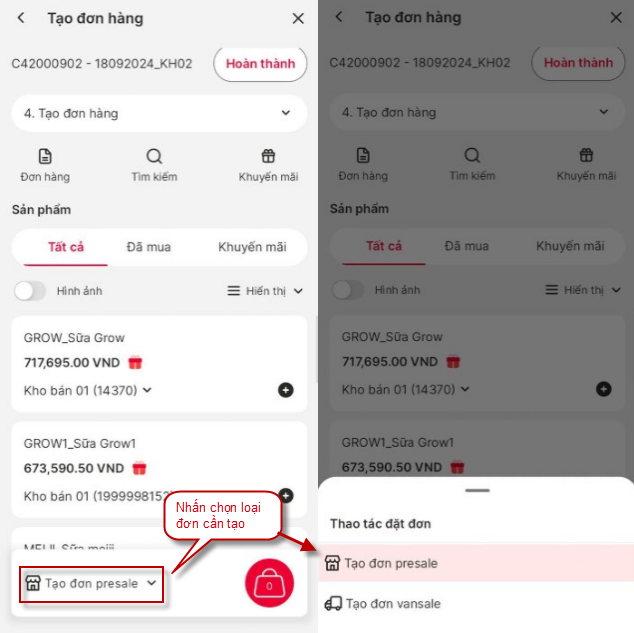 Tạo đơn hàng
C42000902 - 18092024_KH02
Hoàn thành
4. Tạo đơn hàng
Đơn hàng
Tìm kiếm
Khuyến mãi
Sản phẩm
Tất cả
Đã mua
Khuyến mãi
Hình ảnh
Hiển thị
GROW_Sữa Grow
717,695.00 VND
Kho bán 01 (14370)
GROW1_Sữa Grow1
673,590.50 VND
Kho bán 01 (1999998152)
MEIJI_Sữa meiji
Tạo đơn presale
0
Nhấn chọn loại
đơn cần tạo
Tạo đơn hàng
C42000902 - 18092024_KH02
Hoàn thành
4. Tạo đơn hàng
Đơn hàng
Tìm kiếm
Khuyến mãi
Sản phẩm
Tất cả
Đã mua
Khuyến mãi
Hình ảnh
Hiển thị
GROW_Sữa Grow
717,695.00 VND
Kho bán 01 (14370)
GROW1_Sữa Grow1
673,590.50 VND
Thao tác đặt đơn
Tạo đơn presale
Tạo đơn vansale